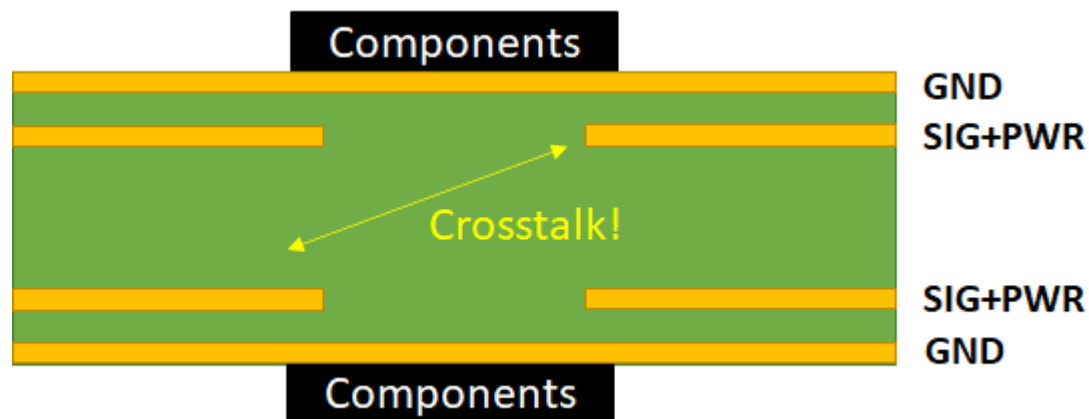 Components
GND
SIG+PWR
Crosstalk!
SIG+PWR
GND
Components